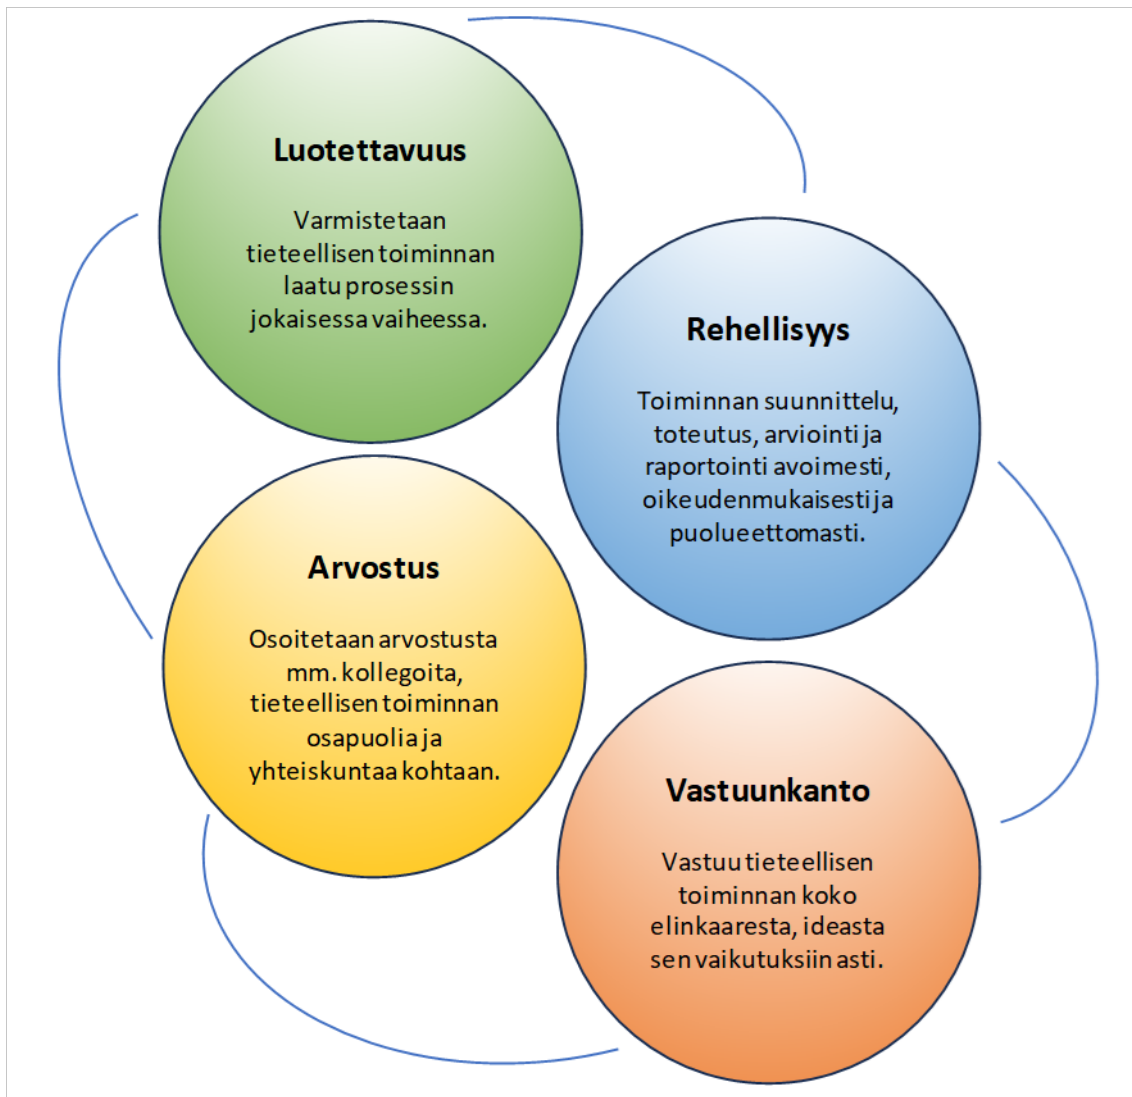 Luotettavuus
Varmistetaan
tieteellisen toiminnan
laatu prosessin
jokaisessa vaiheessa.
Rehellisyys
Toiminnan suunnittelu,
toteutus, arviointi ja
raportointi avoimesti,
oikeudenmukaisesti ja
puolueettomasti.
Arvostus
Osoitetaan arvostusta
mm. kollegoita,
tieteellisen toiminnan
osapuolia ja
yhteiskuntaa kohtaan.
Vastuunkanto
Vastuu tieteellisen
toiminnan koko
elinkaaresta, ideasta
sen vaikutuksiin asti.